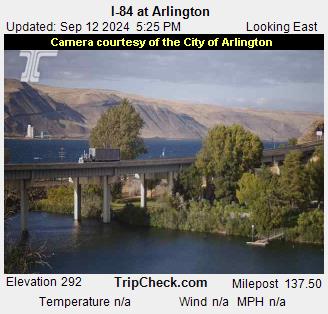 I-84 at Arlington
Updated: Sep 12 2024 5:25 PM Looking East
Camera courtesy of the City of Arlington
Elevation 292 TripCheck.com Milepost 137.50
Temperature n/a Wind n/a MPH n/a